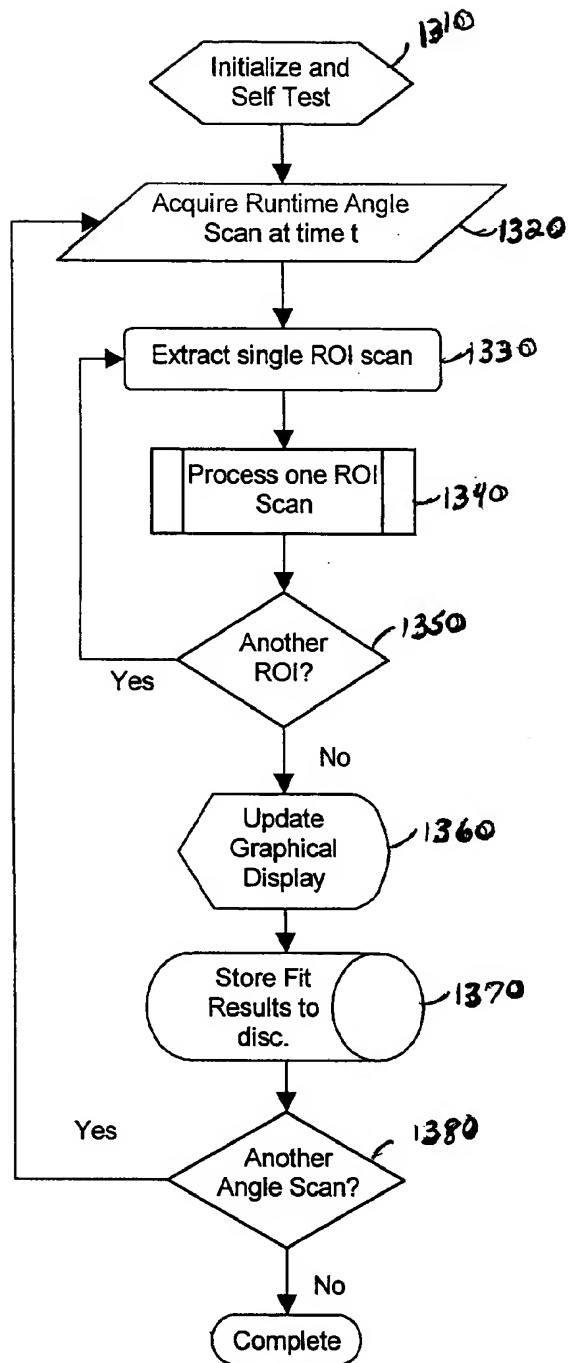 1310
Initialize and
Self Test
Acquire Runtime Angle
Scan at time t
1320
Extract single ROI scan
1330
Process one ROI
Scan
1340
1350
Another
ROI?
Yes
No
Update
Graphical
Display
1360
Store Fit
Results to
disc.
1370
Yes
1380
Another
Angle Scan?
No
Complete